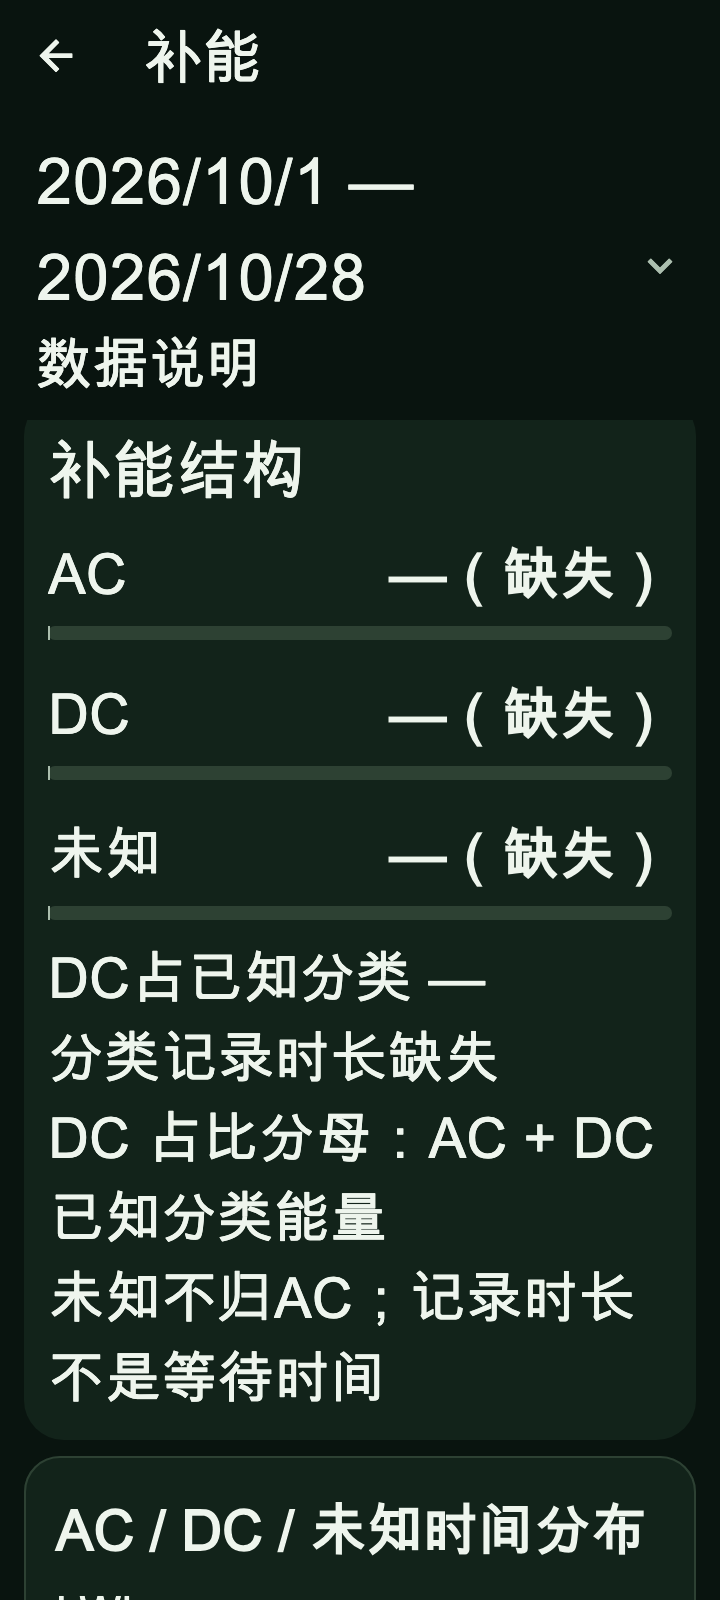 补能
2026/10/1 —
2026/10/28
数据说明
补能结构
AC —（缺失）
DC —（缺失）
未知 —（缺失）
DC占已知分类 —
分类记录时长缺失
DC 占比分母：AC + DC
已知分类能量
未知不归AC；记录时长
不是等待时间
AC / DC / 未知时间分布